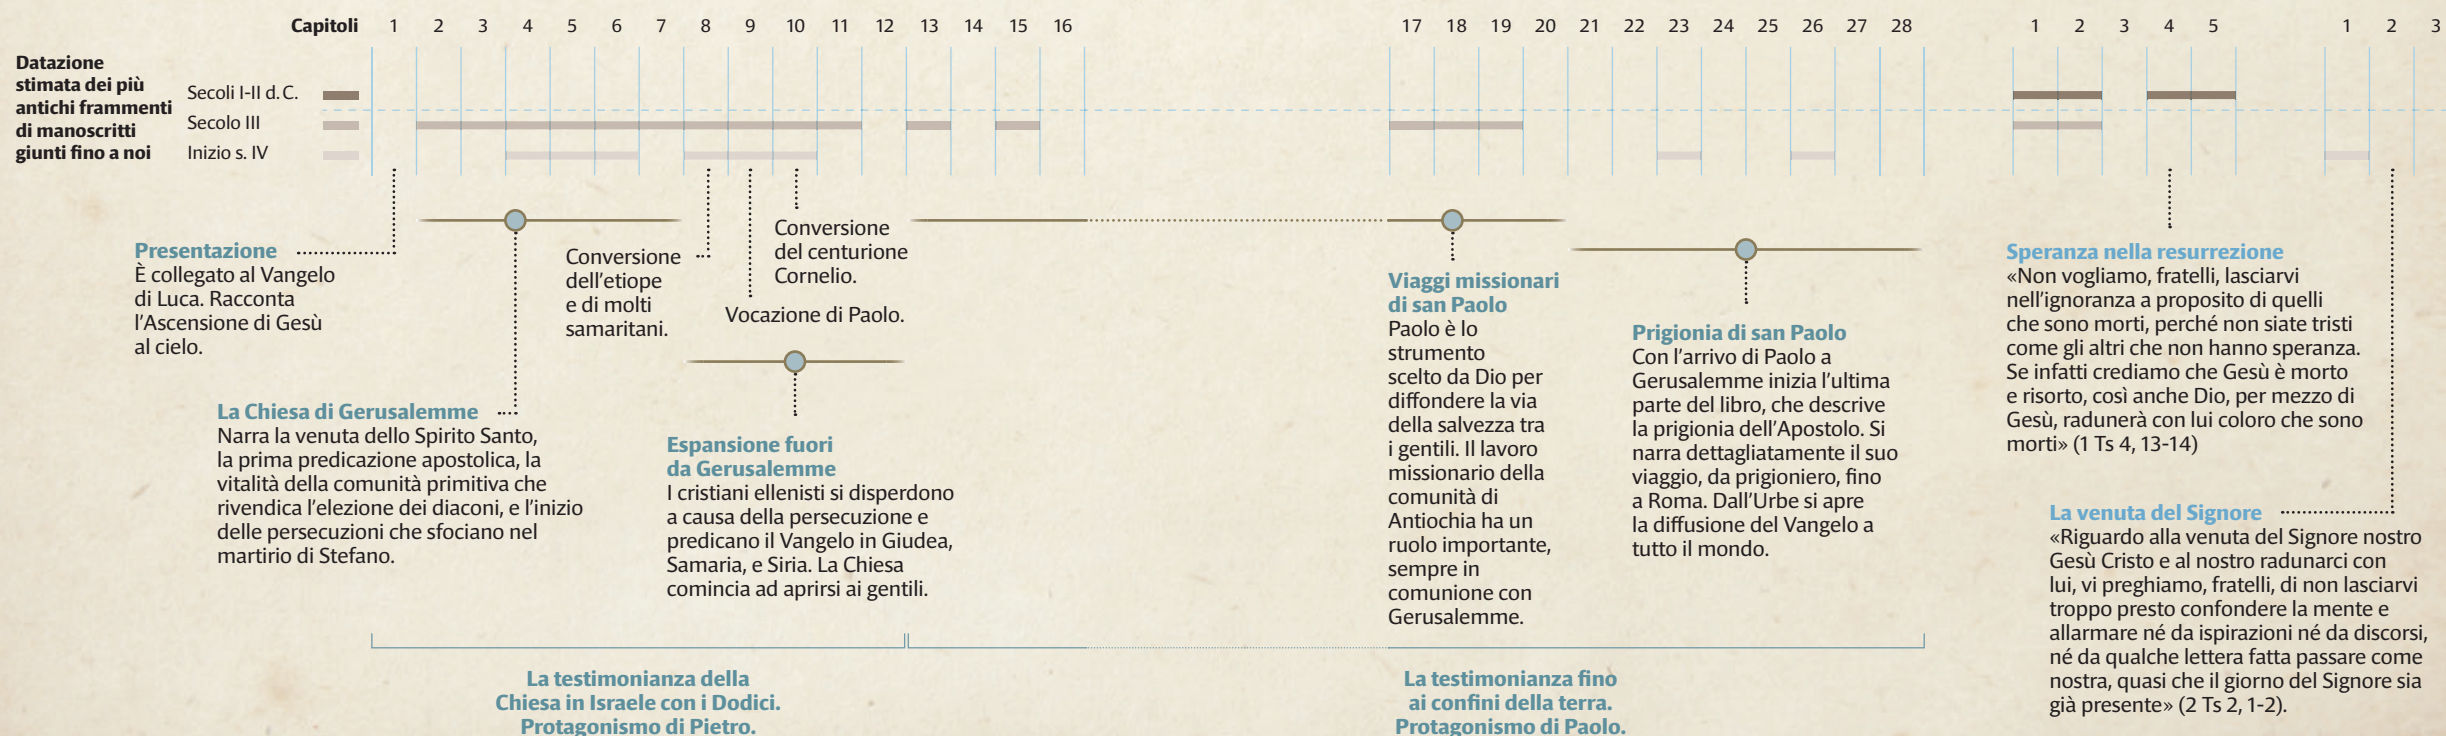 Capitoli 1 2 3 4 5 6 7 8 9 10 11 12 13 14 15 16 17 18 19 20 21 22 23 24 25 26 27 28 1 2 3 4 5 1 2 3
Datazione
stimata dei più
antichi frammenti
di manoscritti
giunti fino a noi
Secoli I-II d.C.
Secolo III
Inizio s. IV
Presentazione
È collegato al Vangelo
di Luca. Racconta
l'Ascensione di Gesù
al cielo.
La Chiesa di Gerusalemme
Narra la venuta dello Spirito Santo,
la prima predicazione apostolica, la
vitalità della comunità primitiva che
rivendica l'elezione dei diaconi, e l'inizio
delle persecuzioni che sfociano nel
martirio di Stefano.
Conversione
dell'etiope
e di molti
samaritani.
Vocazione di Paolo.
Conversione
del centurione
Cornelio.
Espansione fuori
da Gerusalemme
I cristiani ellenisti si disperdono
a causa della persecuzione e
predicano il Vangelo in Giudea,
Samaria, e Siria. La Chiesa
comincia ad aprirsi ai gentili.
Viaggi missionari
di san Paolo
Paolo è lo
strumento
scelto da Dio per
diffondere la via
della salvezza tra
i gentili. Il lavoro
missionario della
comunità di
Antiochia ha un
ruolo importante,
sempre in
comunione con
Gerusalemme.
Prigionia di san Paolo
Con l'arrivo di Paolo a
Gerusalemme inizia l'ultima
parte del libro, che descrive
la prigionia dell'Apostolo. Si
narra dettagliatamente il suo
viaggio, da prigioniero, fino
a Roma. Dall'Urbe si apre
la diffusione del Vangelo a
tutto il mondo.
Speranza nella resurrezione
«Non vogliamo, fratelli, lasciarvi
nell'ignoranza a proposito di quelli
che sono morti, perché non siate tristi
come gli altri che non hanno speranza.
Se infatti crediamo che Gesù è morto
e risorto, così anche Dio, per mezzo di
Gesù, radunerà con lui coloro che sono
morti» (1 Ts 4, 13-14)
La venuta del Signore
«Riguardo alla venuta del Signore nostro
Gesù Cristo e al nostro radunarci con
lui, vi preghiamo, fratelli, di non lasciarvi
troppo presto confondere la mente e
allarmare né da ispirazioni né da discorsi,
né da qualche lettera fatta passare come
nostra, quasi che il giorno del Signore sia
già presente» (2 Ts 2, 1-2).
La testimonianza della
Chiesa in Israele con i Dodici.
Protagonismo di Pietro.
La testimonianza fino
ai confini della terra.
Protagonismo di Paolo.